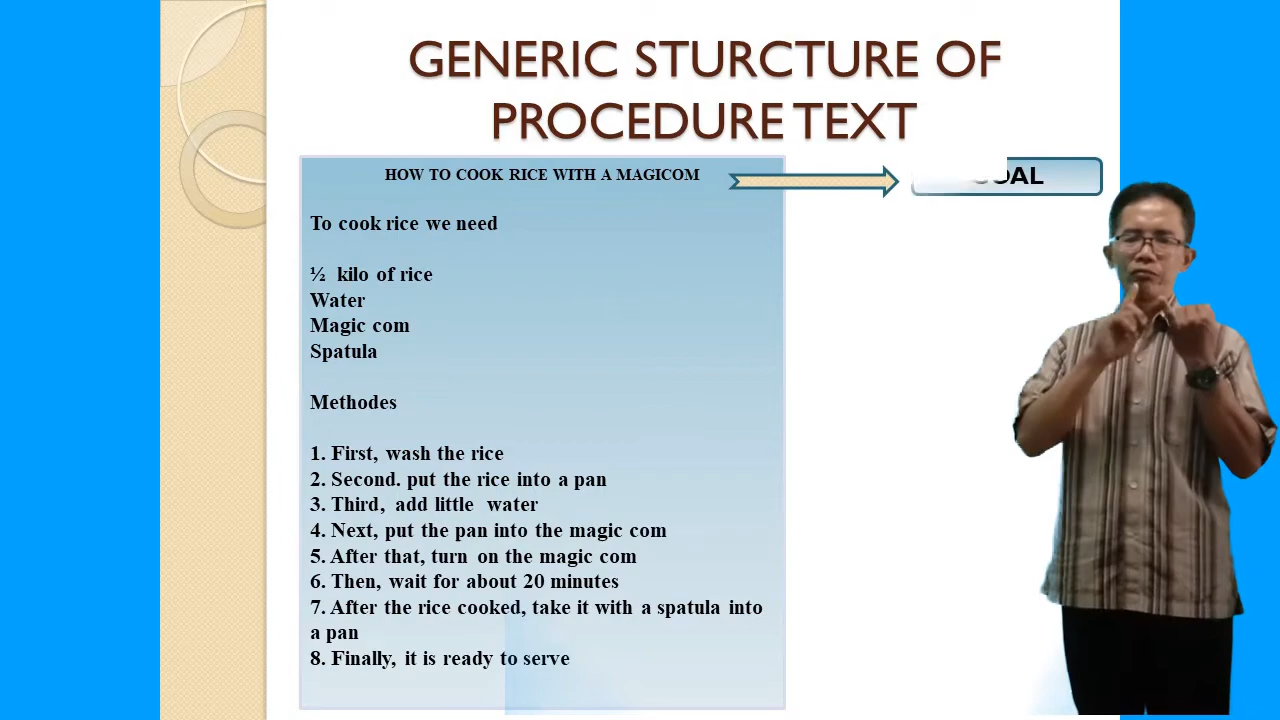 GENERIC STURCTURE OF
PROCEDURE TEXT
HOW TO COOK RICE WITH A MAGICOM
To cook rice we need
½ kilo of rice
Water
Magic com
Spatula
Methodes
1. First, wash the rice
2. Second. put the rice into a pan
3. Third, add little water
4. Next, put the pan into the magic com
5. After that, turn on the magic com
6. Then, wait for about 20 minutes
7. After the rice cooked, take it with a spatula into
a pan
8. Finally, it is ready to serve